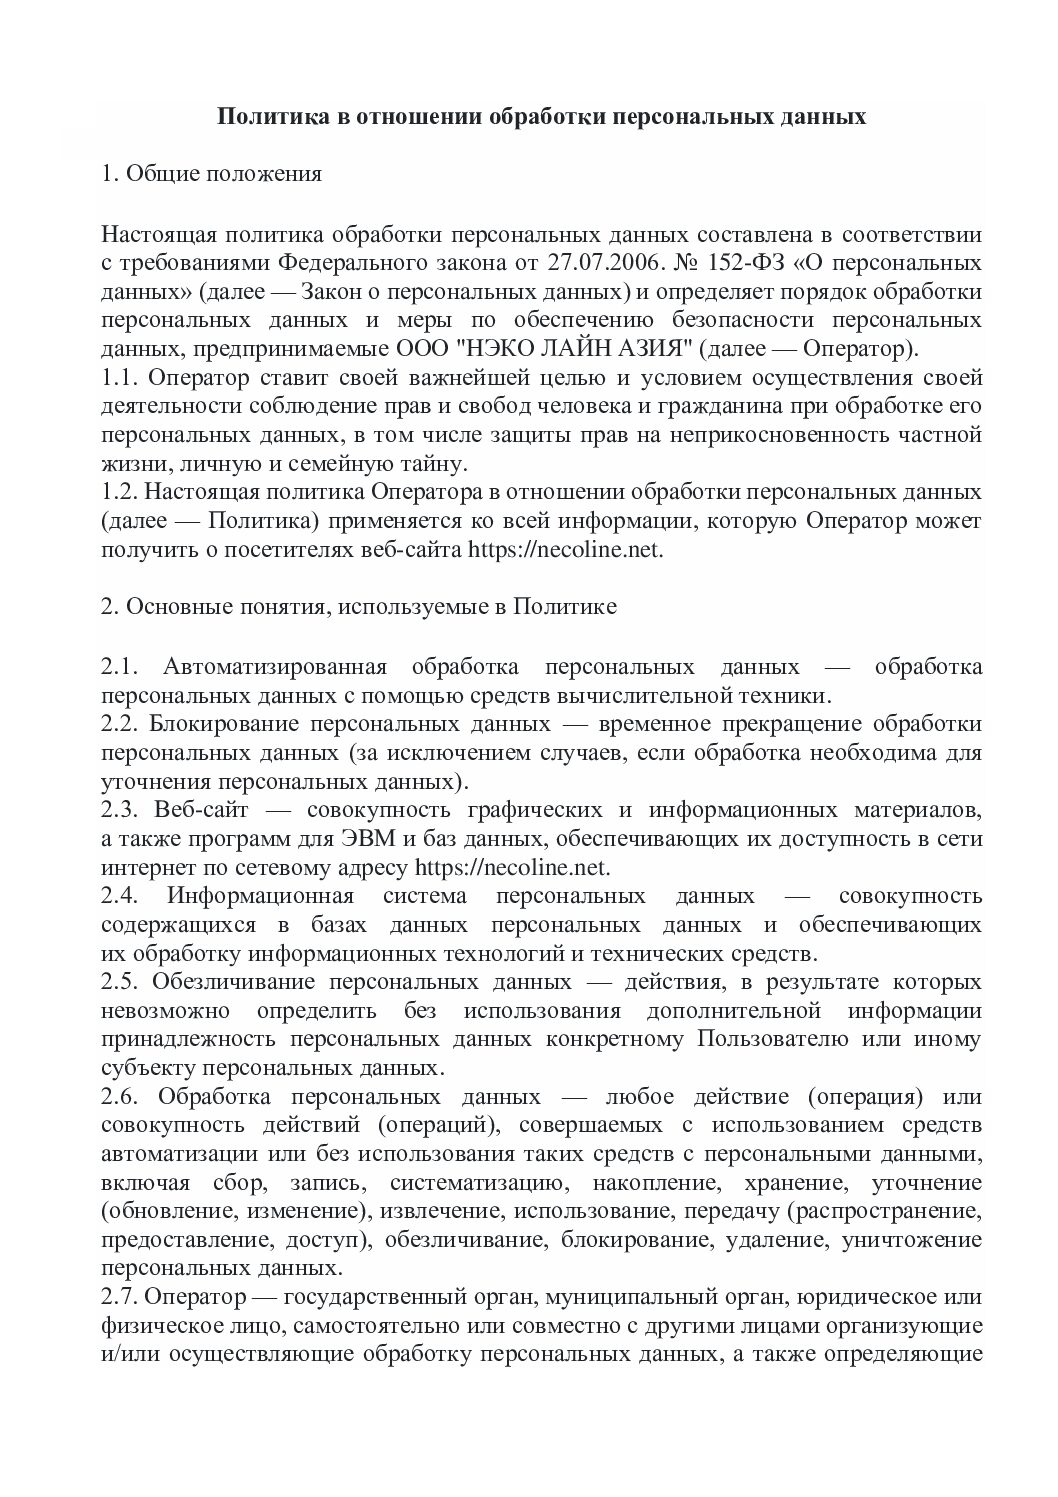 Политика в отношении обработки персональных данных
1. Общие положения
Настоящая политика обработки персональных данных составлена в соответствии
с требованиями Федерального закона от 27.07.2006. № 152-ФЗ «О персональных
данных» (далее — Закон о персональных данных) и определяет порядок обработки
персональных данных и меры по обеспечению безопасности персональных
данных, предпринимаемые ООО "НЭКО ЛАЙН АЗИЯ" (далее — Оператор).
1.1. Оператор ставит своей важнейшей целью и условием осуществления своей
деятельности соблюдение прав и свобод человека и гражданина при обработке его
персональных данных, в том числе защиты прав на неприкосновенность частной
жизни, личную и семейную тайну.
1.2. Настоящая политика Оператора в отношении обработки персональных данных
(далее — Политика) применяется ко всей информации, которую Оператор может
получить о посетителях веб-сайта https://necoline.net.
2. Основные понятия, используемые в Политике
2.1. Автоматизированная обработка персональных данных — обработка
персональных данных с помощью средств вычислительной техники.
2.2. Блокирование персональных данных — временное прекращение обработки
персональных данных (за исключением случаев, если обработка необходима для
уточнения персональных данных).
2.3. Веб-сайт — совокупность графических и информационных материалов,
а также программ для ЭВМ и баз данных, обеспечивающих их доступность в сети
интернет по сетевому адресу https://necoline.net.
2.4. Информационная система персональных данных — совокупность
содержащихся в базах данных персональных данных и обеспечивающих
их обработку информационных технологий и технических средств.
2.5. Обезличивание персональных данных — действия, в результате которых
невозможно определить без использования дополнительной информации
принадлежность персональных данных конкретному Пользователю или иному
субъекту персональных данных.
2.6. Обработка персональных данных — любое действие (операция) или
совокупность действий (операций), совершаемых с использованием средств
автоматизации или без использования таких средств с персональными данными,
включая сбор, запись, систематизацию, накопление, хранение, уточнение
(обновление, изменение), извлечение, использование, передачу (распространение,
предоставление, доступ), обезличивание, блокирование, удаление, уничтожение
персональных данных.
2.7. Оператор — государственный орган, муниципальный орган, юридическое или
физическое лицо, самостоятельно или совместно с другими лицами организующие
и/или осуществляющие обработку персональных данных, а также определяющие